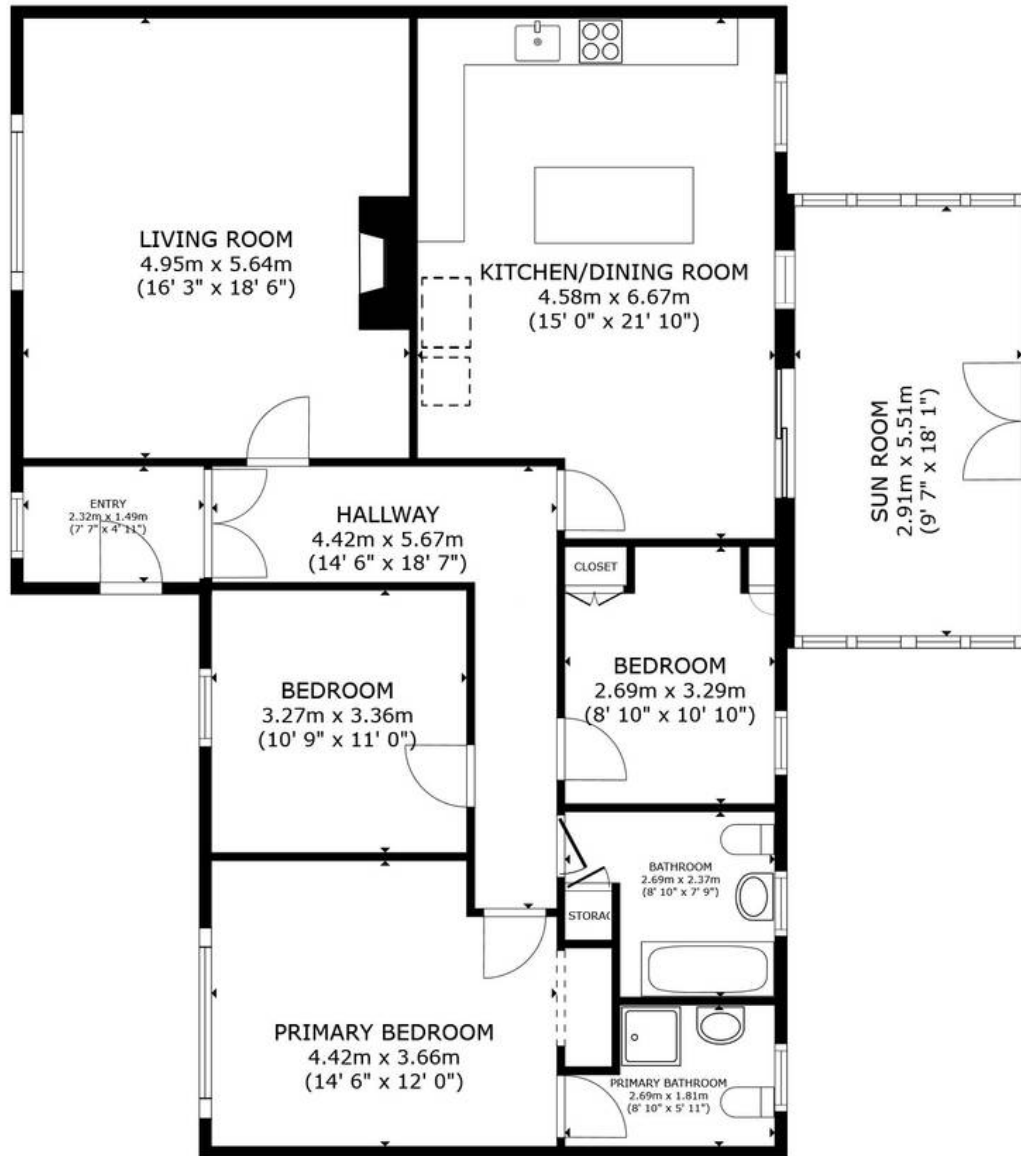 LIVING ROOM
4.95m x 5.64m
(16' 3" x 18' 6")
KITCHEN/DINING ROOM
4.58m x 6.67m
(15' 0" x 21' 10")
SUN ROOM
2.91m x 5.51m
(9' 7" x 18' 1")
ENTRY
2.32m x 1.49m
(7' 7" x 4' 11")
HALLWAY
4.42m x 5.67m
(14' 6" x 18' 7")
CLOSET
BEDROOM
3.27m x 3.36m
(10' 9" x 11' 0")
BEDROOM
2.69m x 3.29m
(8' 10" x 10' 10")
BATHROOM
2.69m x 2.37m
(8' 10" x 7' 9")
STORAG
PRIMARY BEDROOM
4.42m x 3.66m
(14' 6" x 12' 0")
PRIMARY BATHROOM
2.69m x 1.81m
(8' 10" x 5' 11")